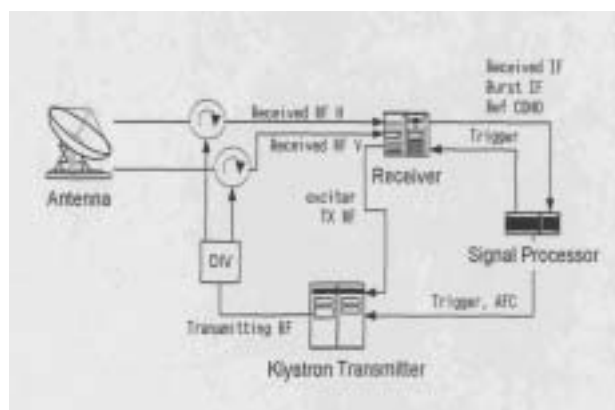 Received IF
Burst IF
Ref COHO
Received RF H
Trigger
Received RF V
Receiver
Antenna
exciter
TX RF
Signal Processor
DIV
Trigger, AFC
Transmitting RF
Klystron Transmitter